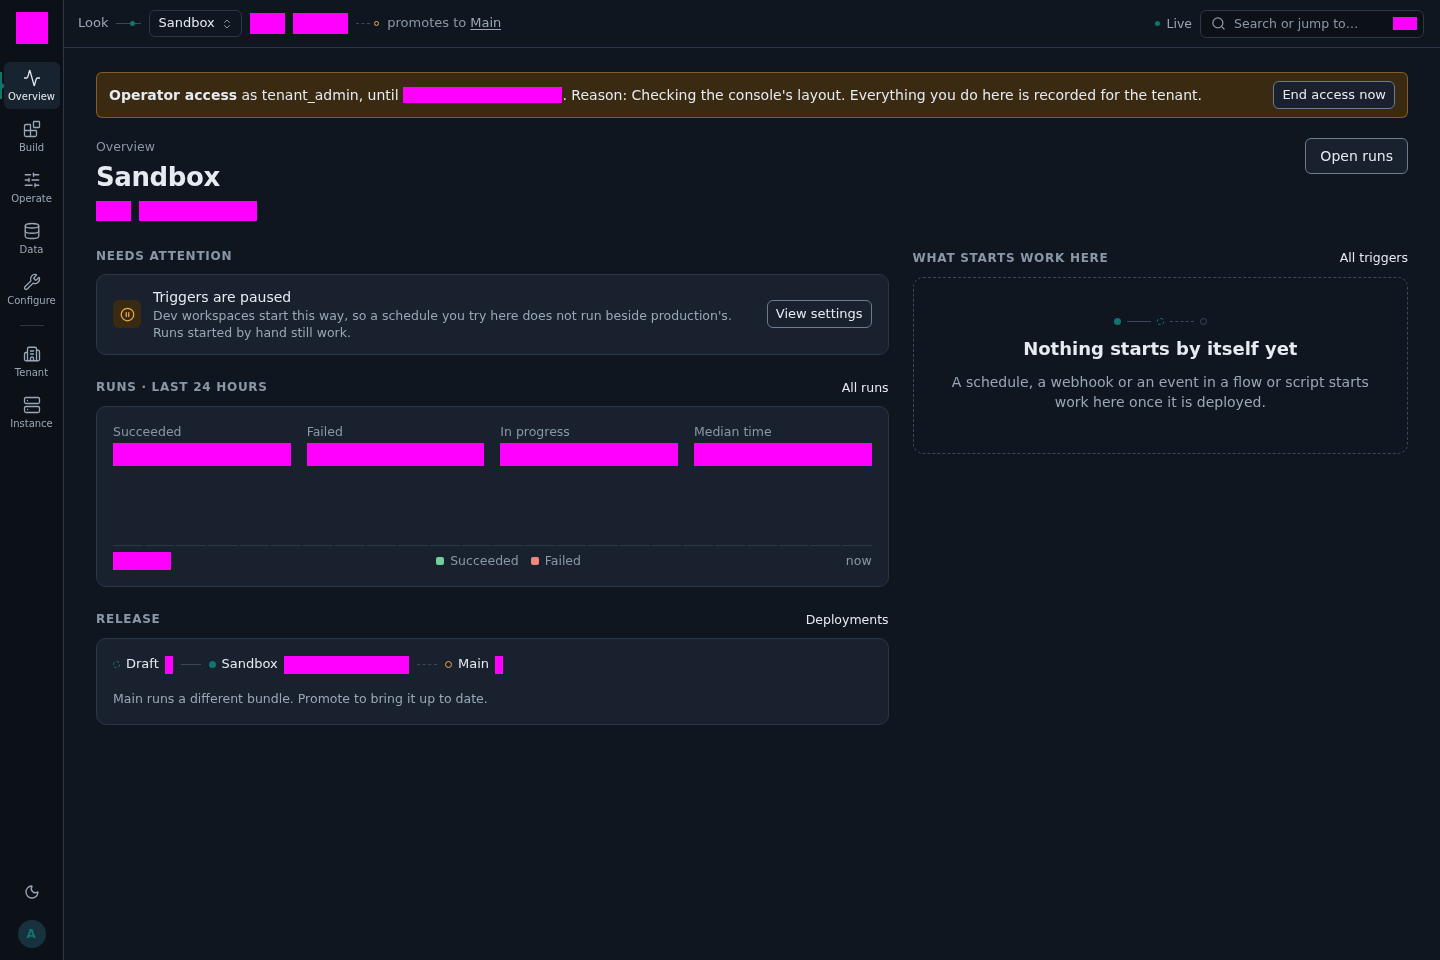 Look Sandbox promotes to Main
Live Search or jump to...
Overview
Build
Operate
Data
Configure
Tenant
Instance
A
Operator access as tenant_admin, until . Reason: Checking the console's layout. Everything you do here is recorded for the tenant.
End access now
Overview
Sandbox
Open runs
NEEDS ATTENTION
Triggers are paused
Dev workspaces start this way, so a schedule you try here does not run beside production's.
Runs started by hand still work.
View settings
RUNS · LAST 24 HOURS
All runs
Succeeded Failed In progress Median time
Succeeded Failed now
RELEASE
Deployments
Draft Sandbox Main
Main runs a different bundle. Promote to bring it up to date.
WHAT STARTS WORK HERE
All triggers
Nothing starts by itself yet
A schedule, a webhook or an event in a flow or script starts
work here once it is deployed.